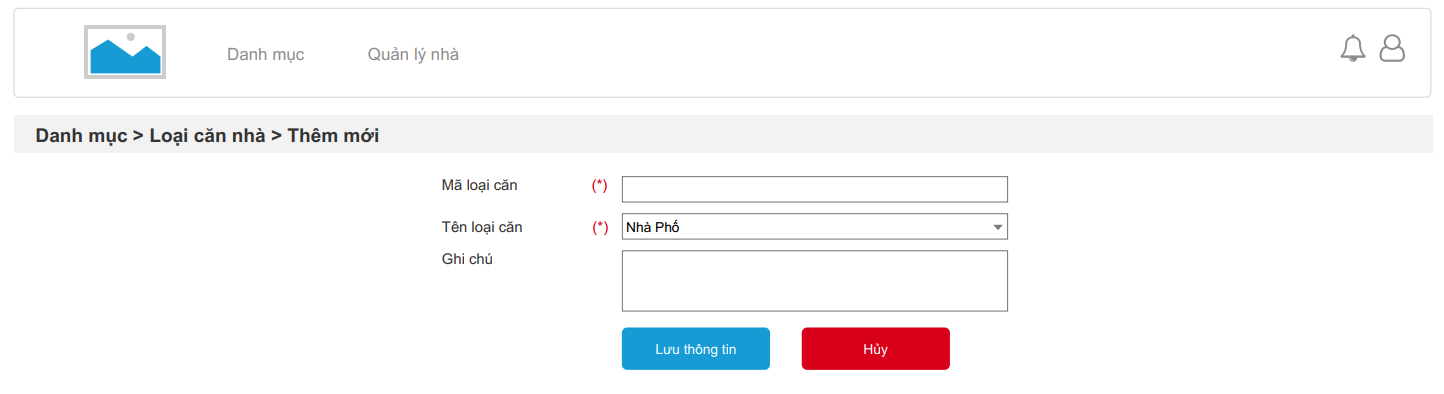 Danh mục Quản lý nhà
Danh mục > Loại căn nhà > Thêm mới
Mã loại căn (*)
Tên loại căn (*) Nhà Phố
Ghi chú
Lưu thông tin Hủy